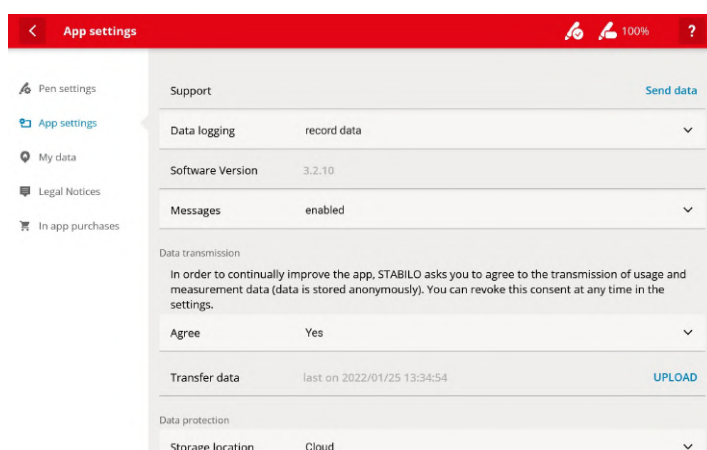 App settings
100%
?
Pen settings
App settings
My data
Legal Notices
In app purchases
Support
Send data
Data logging
record data
Software Version
3.2.10
Messages
enabled
Data transmission
In order to continually improve the app, STABILO asks you to agree to the transmission of usage and
measurement data (data is stored anonymously). You can revoke this consent at any time in the
settings.
Agree
Yes
Transfer data
last on 2022/01/25 13:34:54
UPLOAD
Data protection
Storage location
Cloud